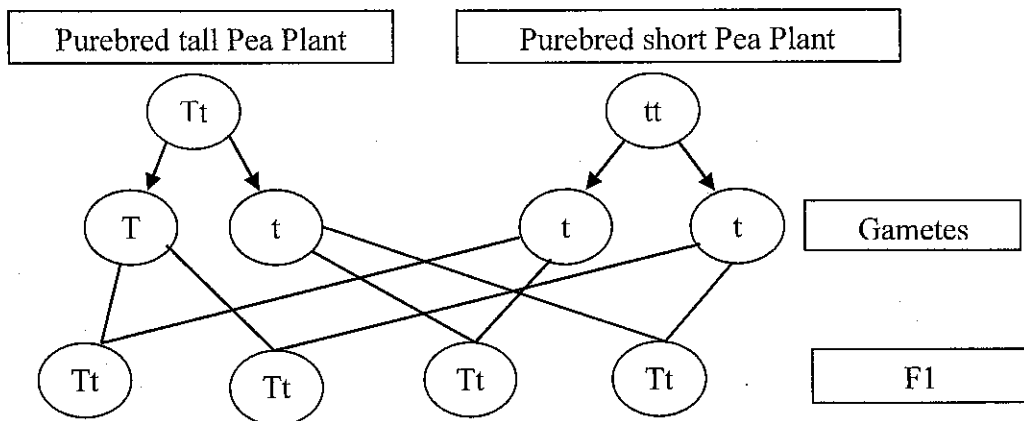 Purebred tall Pea Plant
Purebred short Pea Plant
Tt
tt
T
t
t
t
Gametes
Tt
Tt
Tt
Tt
F1